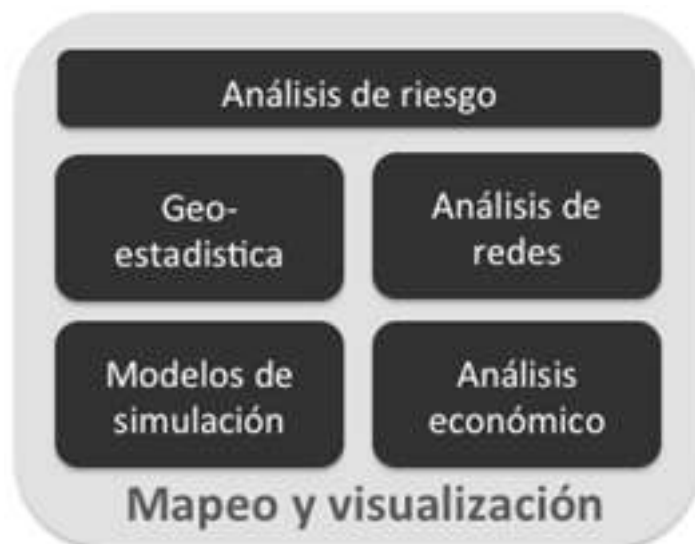 Análisis de riesgo
Geo-
estadistica
Análisis de
redes
Modelos de
simulación
Análisis
económico
Mapeo y visualización